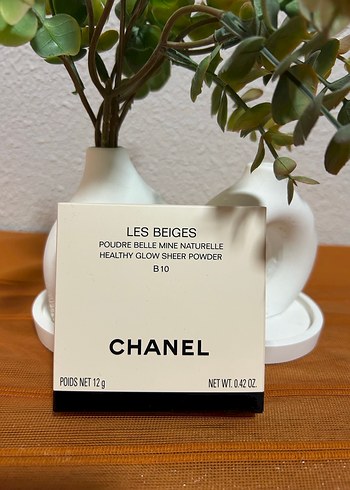 LES BEIGES
POUDRE BELLE MINE NATURELLE
HEALTHY GLOW SHEER POWDER
B10
CHANEL
POIDS NET 12 g NET WT. 0.42 OZ.